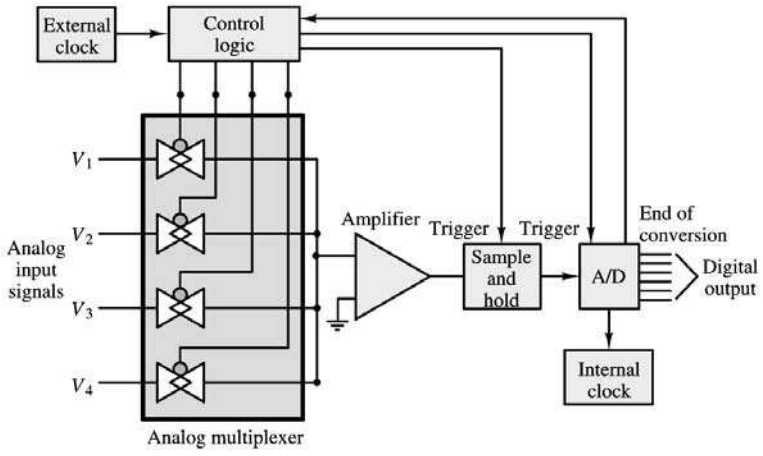 External
clock
Control
logic
V1
V2
V3
V4
Analog
input
signals
Analog multiplexer
Amplifier
Trigger
Sample
and
hold
Trigger
A/D
End of
conversion
Digital
output
Internal
clock